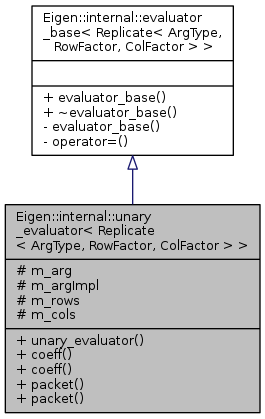 Eigen::internal::evaluator
_base< Replicate< ArgType,
RowFactor, ColFactor > >
+ evaluator_base()
+ ~evaluator_base()
- evaluator_base()
- operator=()
Eigen::internal::unary
_evaluator< Replicate
< ArgType, RowFactor, ColFactor > >
# m_arg
# m_argImpl
# m_rows
# m_cols
+ unary_evaluator()
+ coeff()
+ coeff()
+ packet()
+ packet()